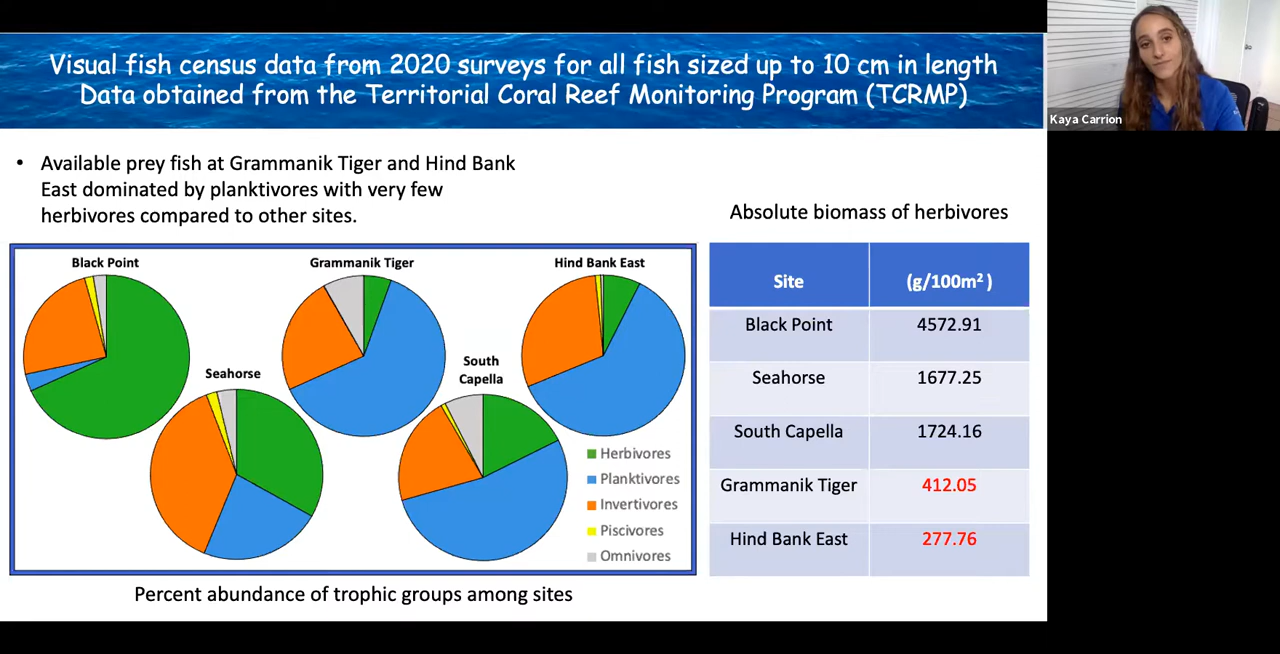 Visual fish census data from 2020 surveys for all fish sized up to 10 cm in length
Data obtained from the Territorial Coral Reef Monitoring Program (TCRMP)
Kaya Carrion
• Available prey fish at Grammanik Tiger and Hind Bank
East dominated by planktivores with very few
herbivores compared to other sites.
Black Point
Grammanik Tiger
Hind Bank East
Seahorse
South
Capella
Herbivores
Planktivores
Invertivores
Piscivores
Omnivores
Percent abundance of trophic groups among sites
Absolute biomass of herbivores
Site (g/100m²)
Black Point 4572.91
Seahorse 1677.25
South Capella 1724.16
Grammanik Tiger 412.05
Hind Bank East 277.76